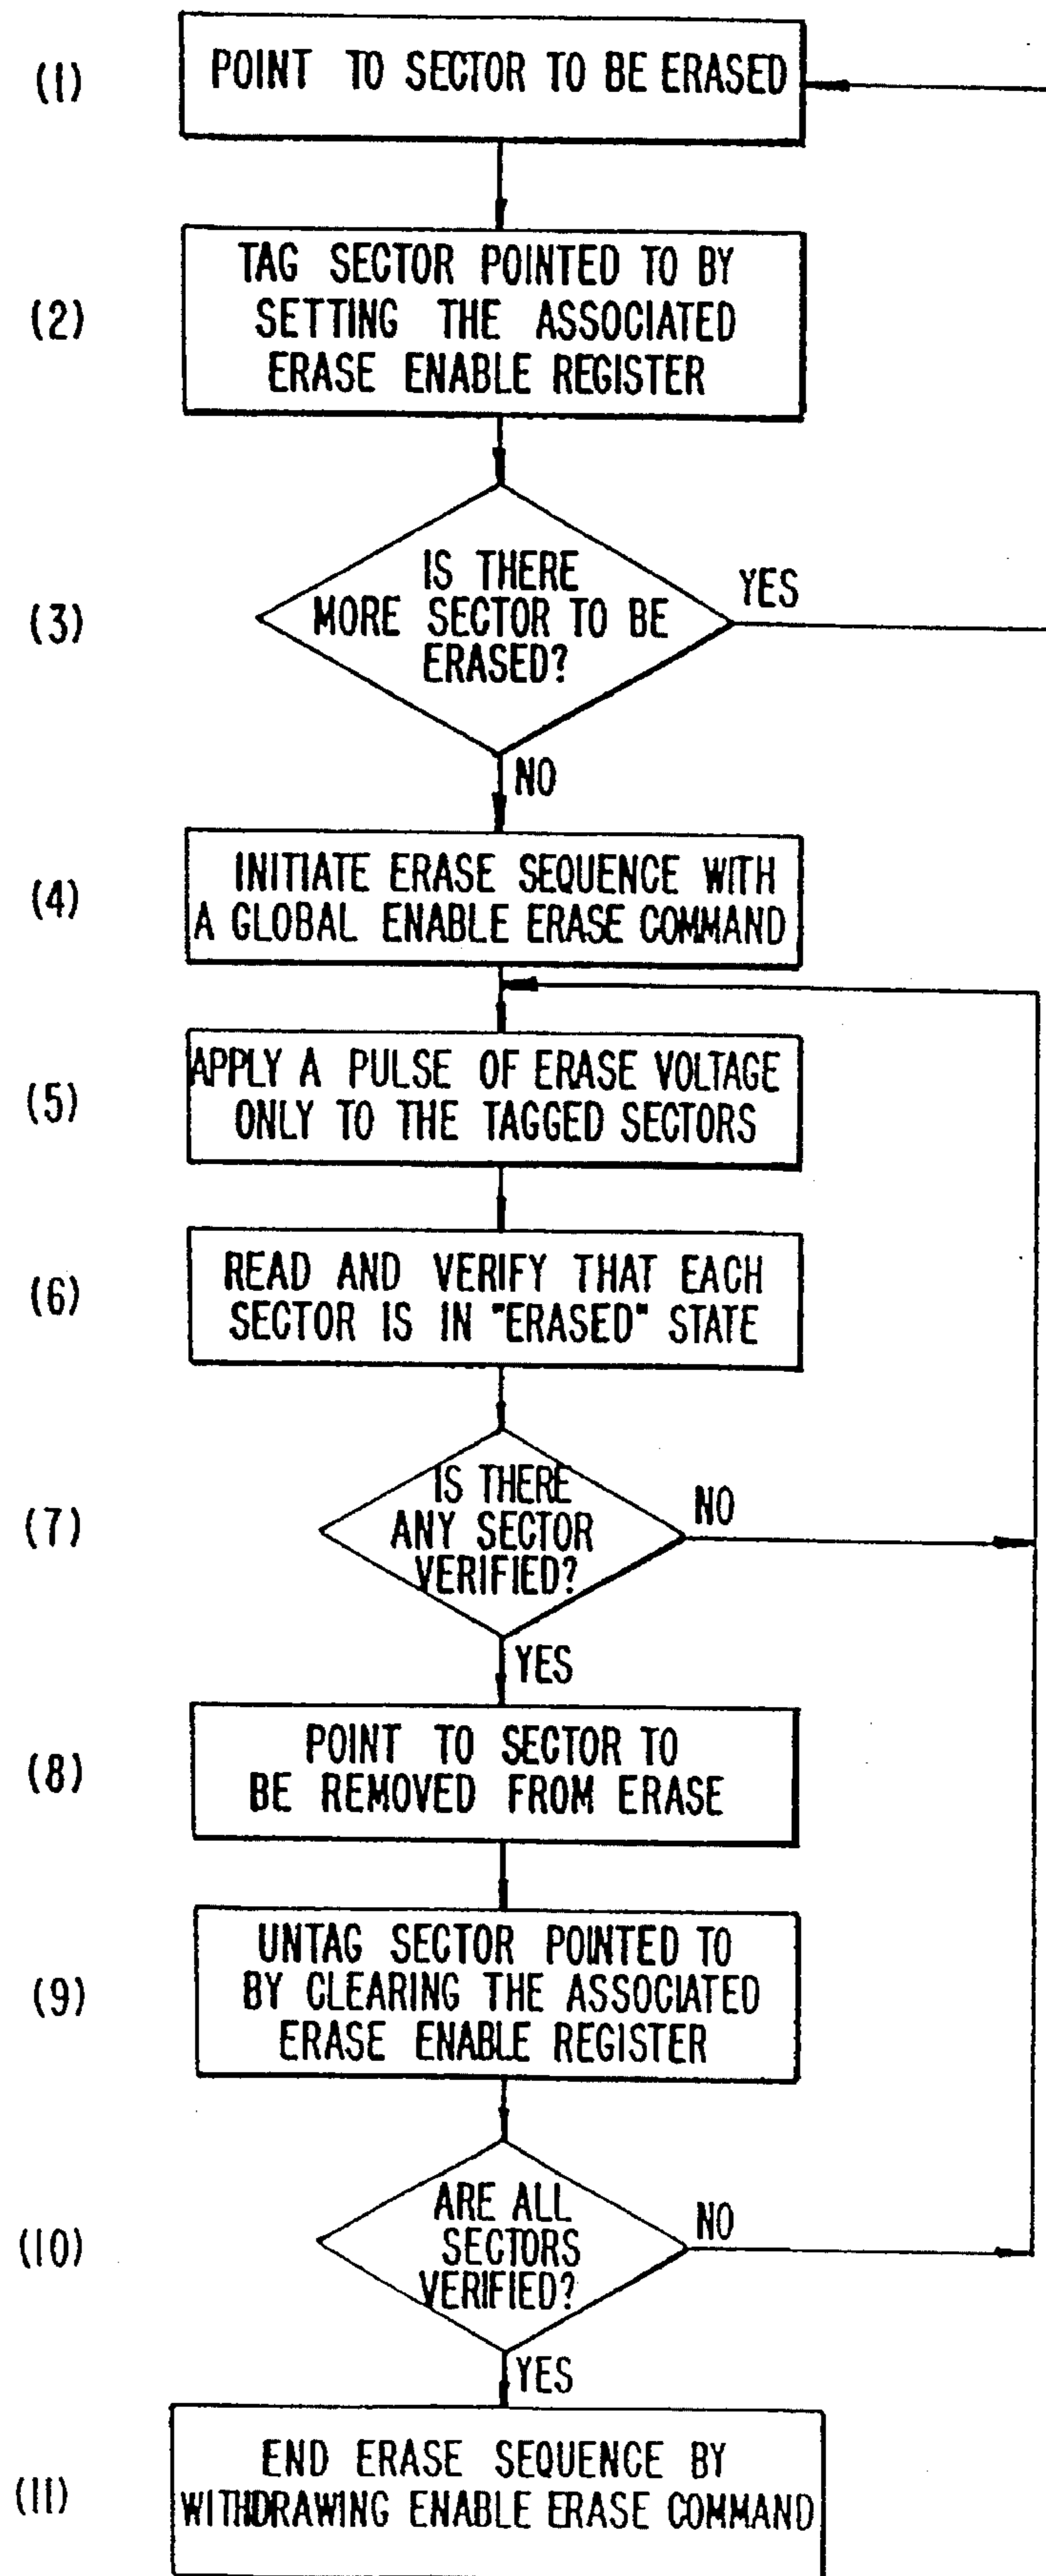 (1)
POINT TO SECTOR TO BE ERASED
(2)
TAG SECTOR POINTED TO BY
SETTING THE ASSOCIATED
ERASE ENABLE REGISTER
(3)
IS THERE
MORE SECTOR TO BE
ERASED?
YES
NO
(4)
INITIATE ERASE SEQUENCE WITH
A GLOBAL ENABLE ERASE COMMAND
(5)
APPLY A PULSE OF ERASE VOLTAGE
ONLY TO THE TAGGED SECTORS
(6)
READ AND VERIFY THAT EACH
SECTOR IS IN "ERASED" STATE
(7)
IS THERE
ANY SECTOR
VERIFIED?
NO
YES
(8)
POINT TO SECTOR TO
BE REMOVED FROM ERASE
(9)
UNTAG SECTOR POINTED TO
BY CLEARING THE ASSOCIATED
ERASE ENABLE REGISTER
(10)
ARE ALL
SECTORS
VERIFIED?
NO
YES
(11)
END ERASE SEQUENCE BY
WITHDRAWING ENABLE ERASE COMMAND